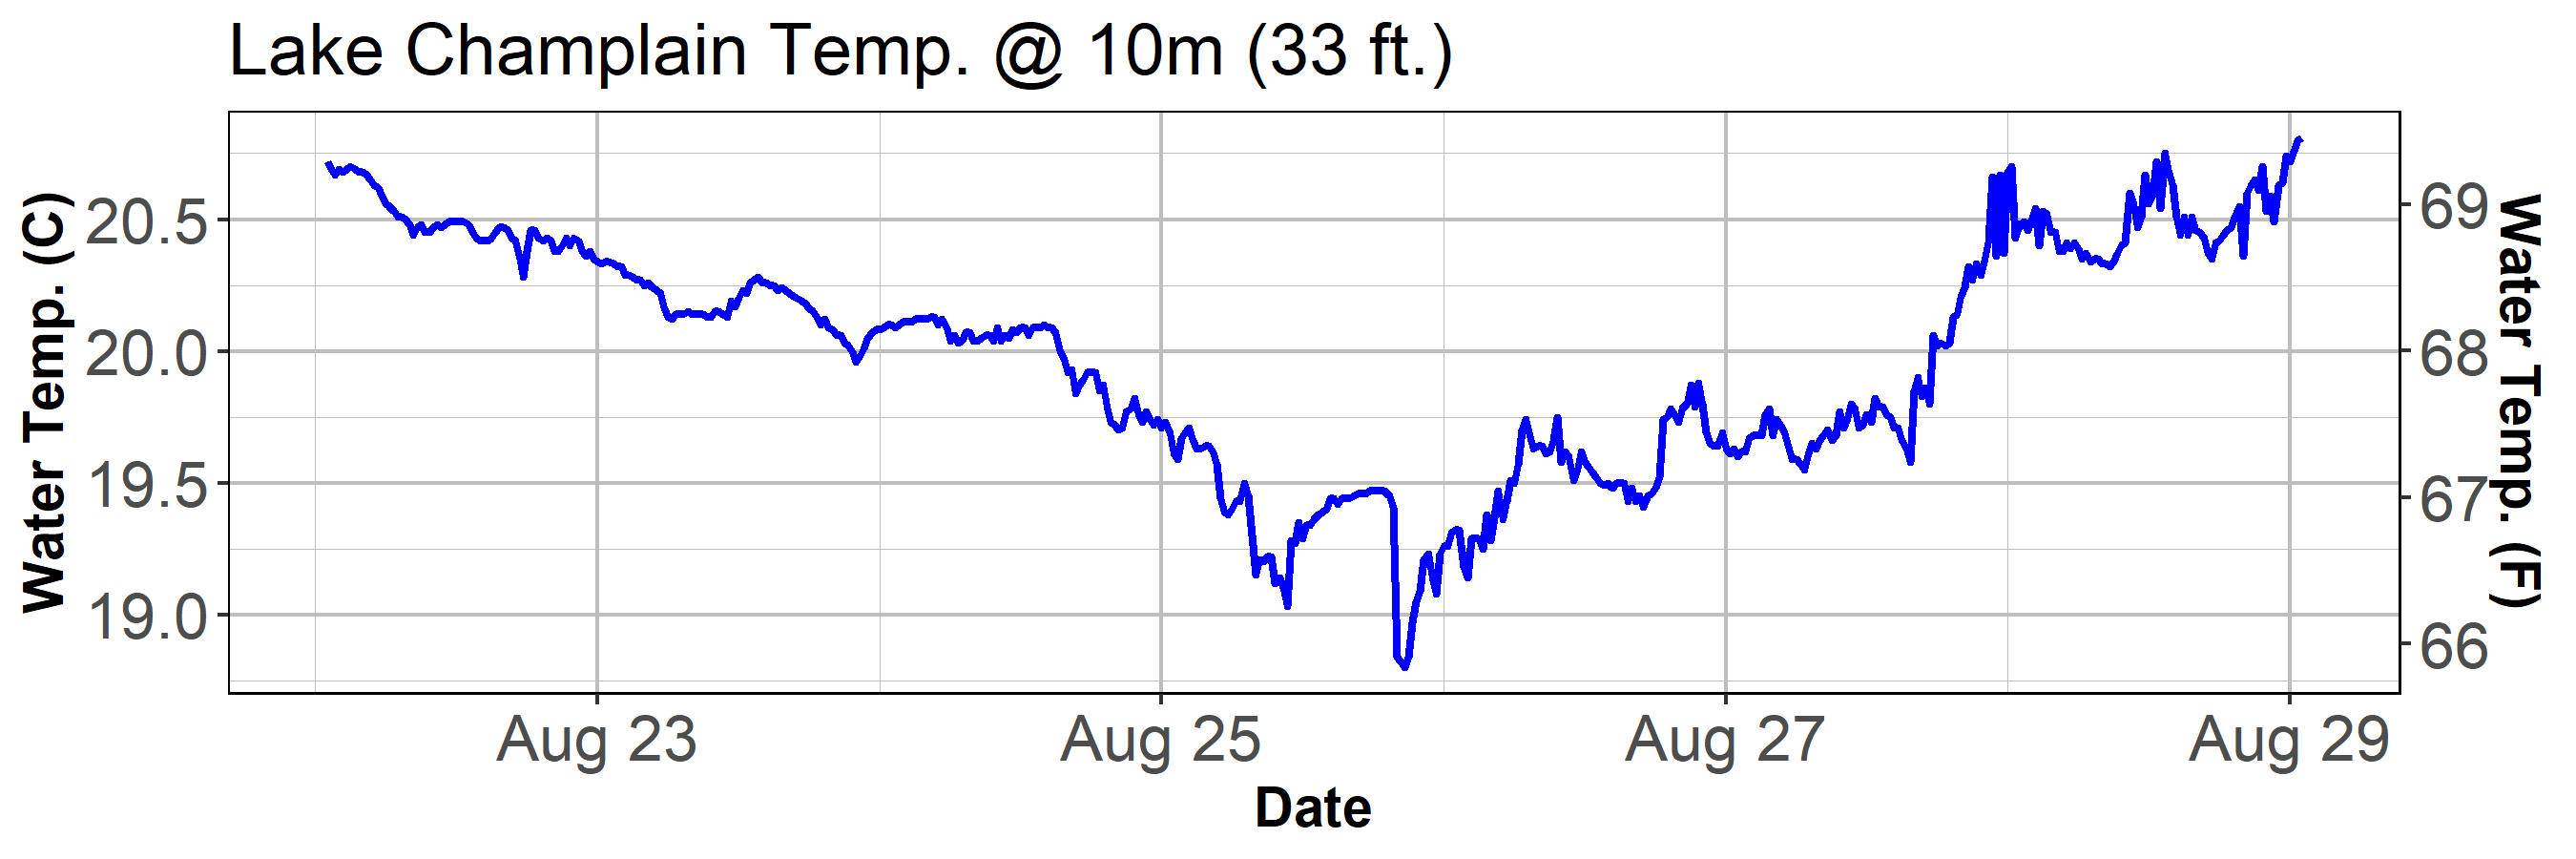 Lake Champlain Temp. @ 10m (33 ft.)
Water Temp. (C)
20.5
20.0
19.5
19.0
69
68
67
66
Water Temp. (F)
Aug 23
Aug 25
Aug 27
Aug 29
Date